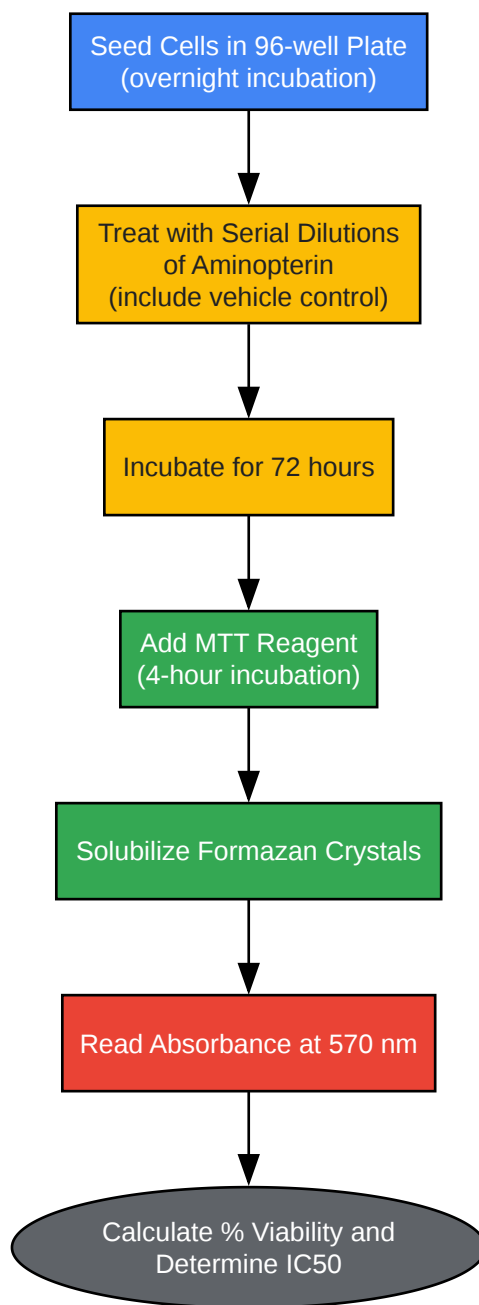 Seed Cells in 96-well Plate
(overnight incubation)
Treat with Serial Dilutions
of Aminopterin
(include vehicle control)
Incubate for 72 hours
Add MTT Reagent
(4-hour incubation)
Solubilize Formazan Crystals
Read Absorbance at 570 nm
Calculate % Viability and
Determine IC50